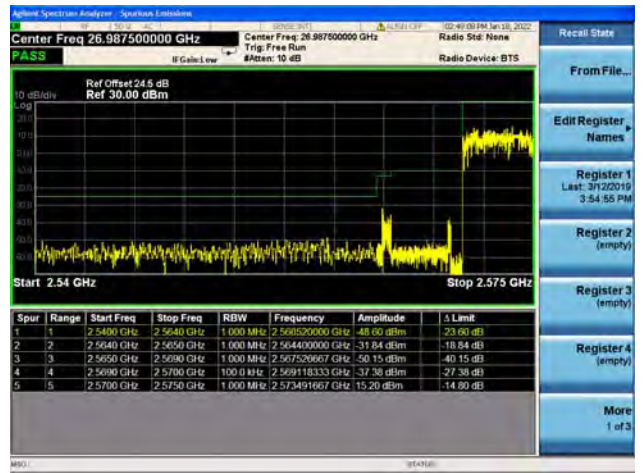 Agilent Spectrum Analyzer - Spurious Emissions
RF 50 Ω AC SENSE:INT ALIGN OFF 02:49:09 PM Jan 18, 2022
Center Freq 26.987500000 GHz Center Freq: 26.987500000 GHz Radio Std: None
Trig: Free Run
PASS IFGain:Low #Atten: 10 dB Radio Device: BTS
Ref Offset 24.5 dB
10 dB/div Ref 30.00 dBm
Log
Start 2.54 GHz Stop 2.575 GHz
Spur Range Start Freq Stop Freq RBW Frequency Amplitude Δ Limit
1 1 2.5400 GHz 2.5640 GHz 1.000 MHz 2.560520000 GHz -48.60 dBm -23.60 dB
2 2 2.5640 GHz 2.5650 GHz 1.000 MHz 2.564400000 GHz -31.84 dBm -18.84 dB
3 3 2.5650 GHz 2.5690 GHz 1.000 MHz 2.567526667 GHz -50.15 dBm -40.15 dB
4 4 2.5690 GHz 2.5700 GHz 100.0 kHz 2.569118333 GHz -37.38 dBm -27.38 dB
5 5 2.5700 GHz 2.5750 GHz 1.000 MHz 2.573491667 GHz 15.20 dBm -14.80 dB
MSG STATUS
Recall State
From File...
Edit Register
Names
Register 1
Last: 3/12/2019
3:54:55 PM
Register 2
(empty)
Register 3
(empty)
Register 4
(empty)
More
1 of 3